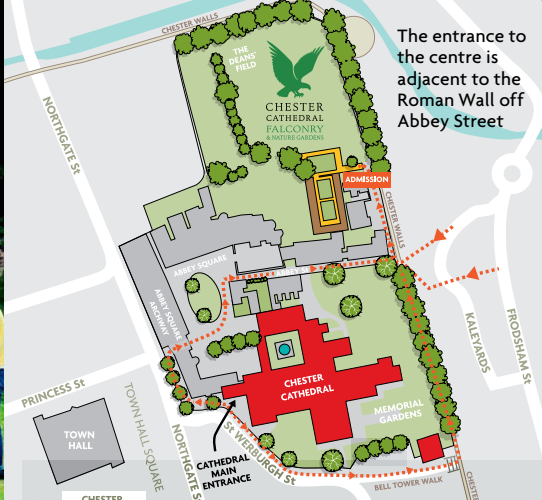 CHESTER WALLS
The entrance to
the centre is
adjacent to the
Roman Wall off
Abbey Street
THE
DEANS'
FIELD
CHESTER
CATHEDRAL
FALCONRY
& NATURE GARDENS
NORTHGATE St
ADMISSION
CHESTER WALLS
ABBEY SQUARE
ABBEY St
ABBEY SQUARE
ARCHWAY
KALEYARDS
FRODSHAM St
CHESTER
CATHEDRAL
PRINCESS St
MEMORIAL
GARDENS
TOWN HALL SQUARE
TOWN
HALL
NORTHGATE S
St WERBURGH St
CATHEDRAL
MAIN
ENTRANCE
BELL TOWER WALK
CHESTER
CHESTE